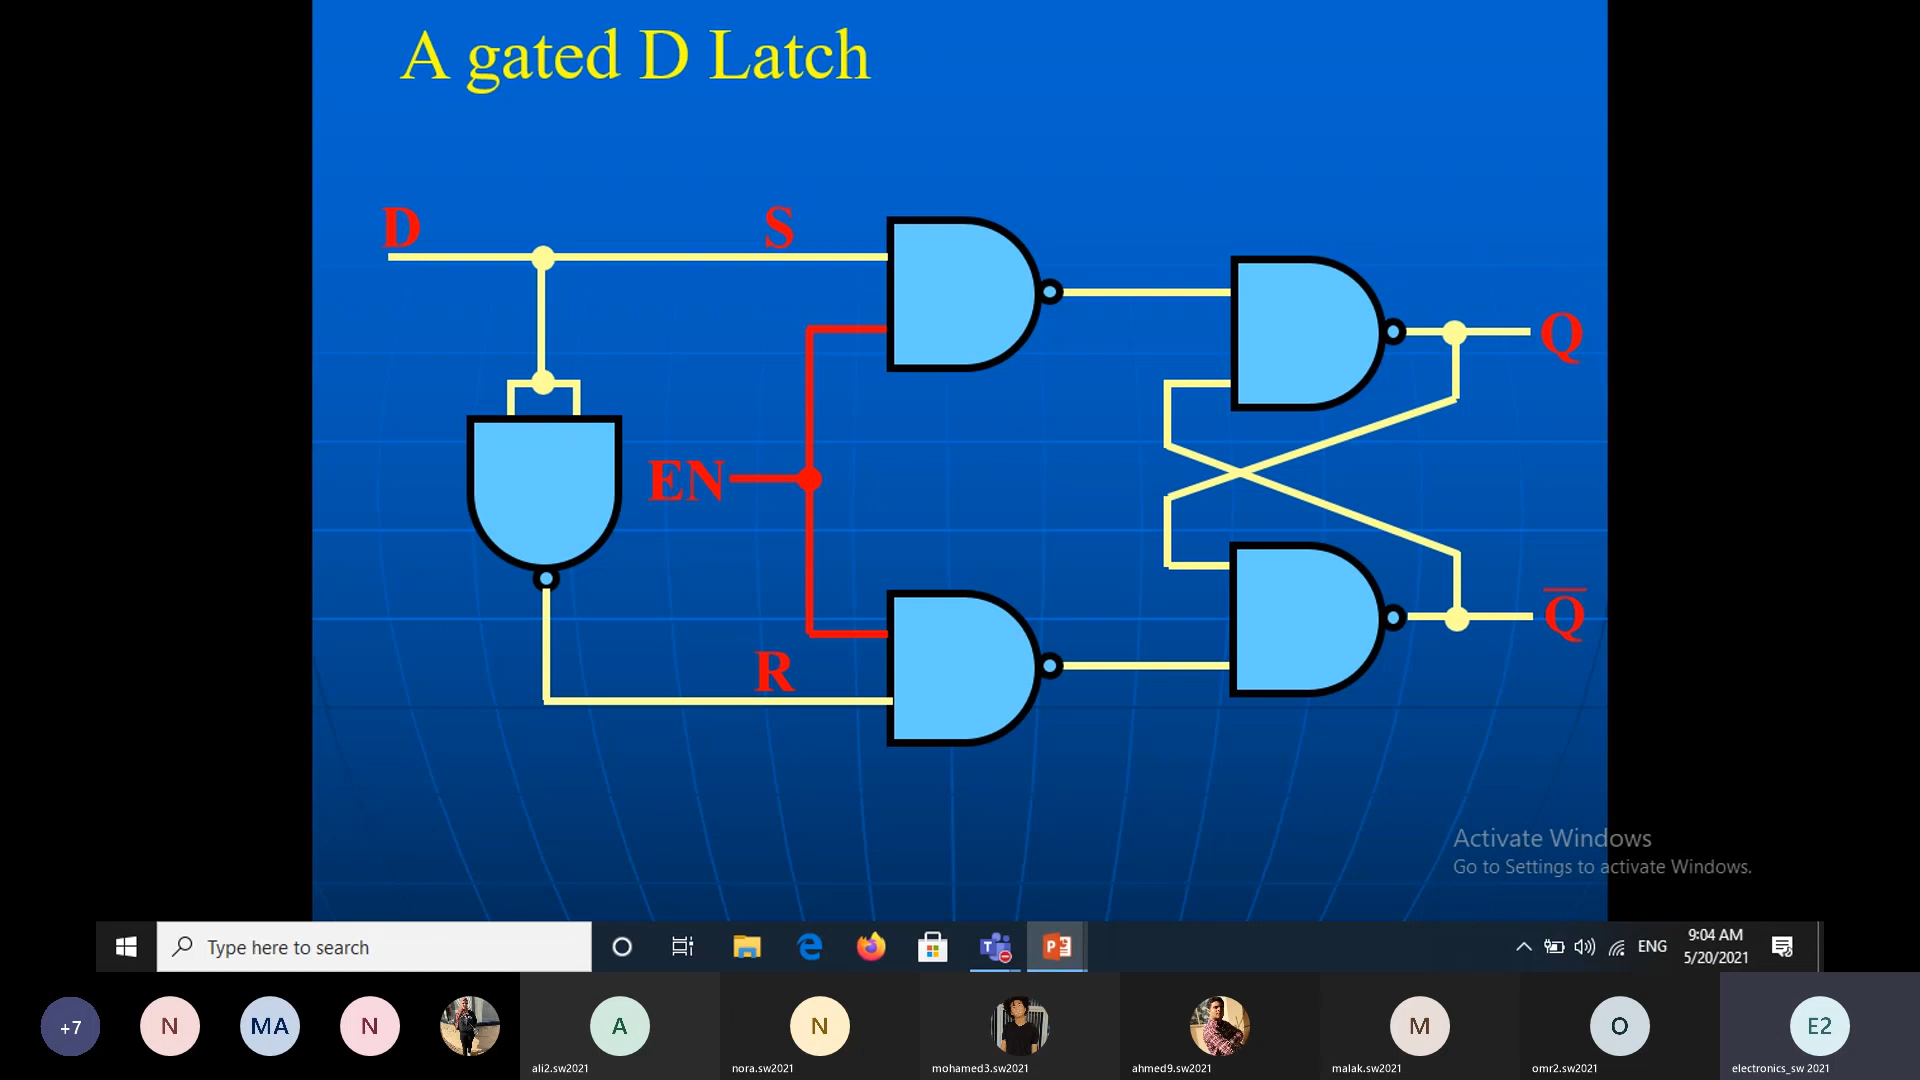 A gated D Latch
D
S
Q
EN
R
Q̅
Activate Windows
Go to Settings to activate Windows.
Type here to search
ENG
9:04 AM
5/20/2021
+7
N
MA
N
A
N
M
O
E2
ali2.sw2021
nora.sw2021
mohamed3.sw2021
ahmed9.sw2021
malak.sw2021
omr2.sw2021
electronics_sw 2021